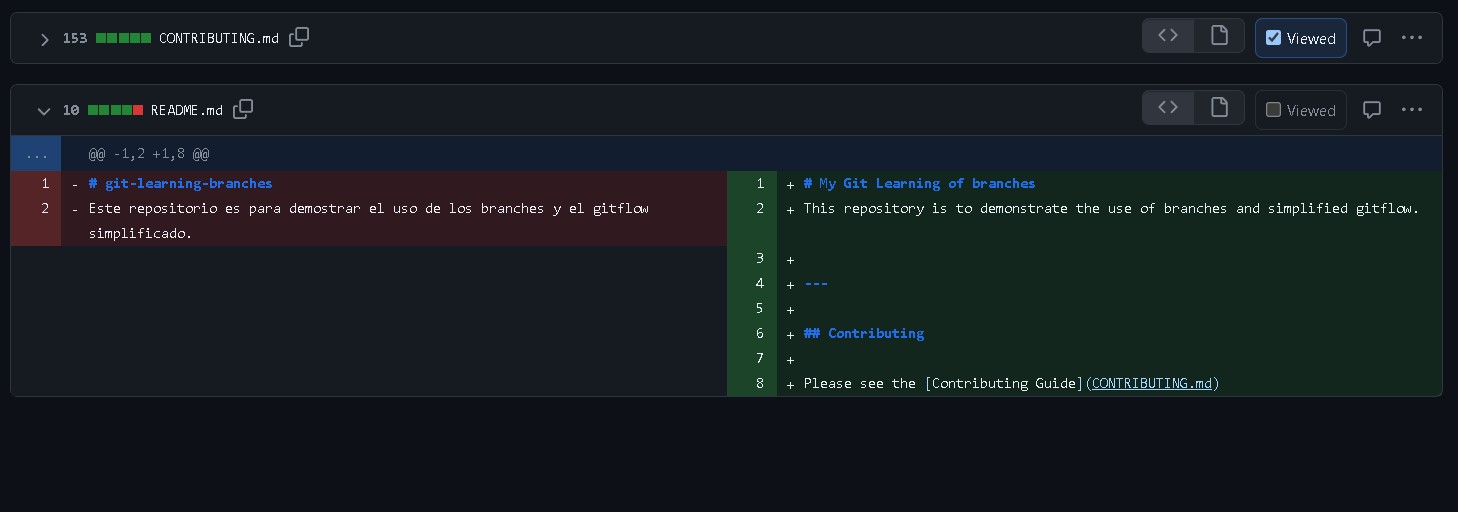 153 CONTRIBUTING.md Viewed
10 README.md Viewed
... @@ -1,2 +1,8 @@
1 - # git-learning-branches
2 - Este repositorio es para demostrar el uso de los branches y el gitflow
simplificado.
1 + # My Git Learning of branches
2 + This repository is to demonstrate the use of branches and simplified gitflow.
3 +
4 + ---
5 +
6 + ## Contributing
7 +
8 + Please see the [Contributing Guide](CONTRIBUTING.md)